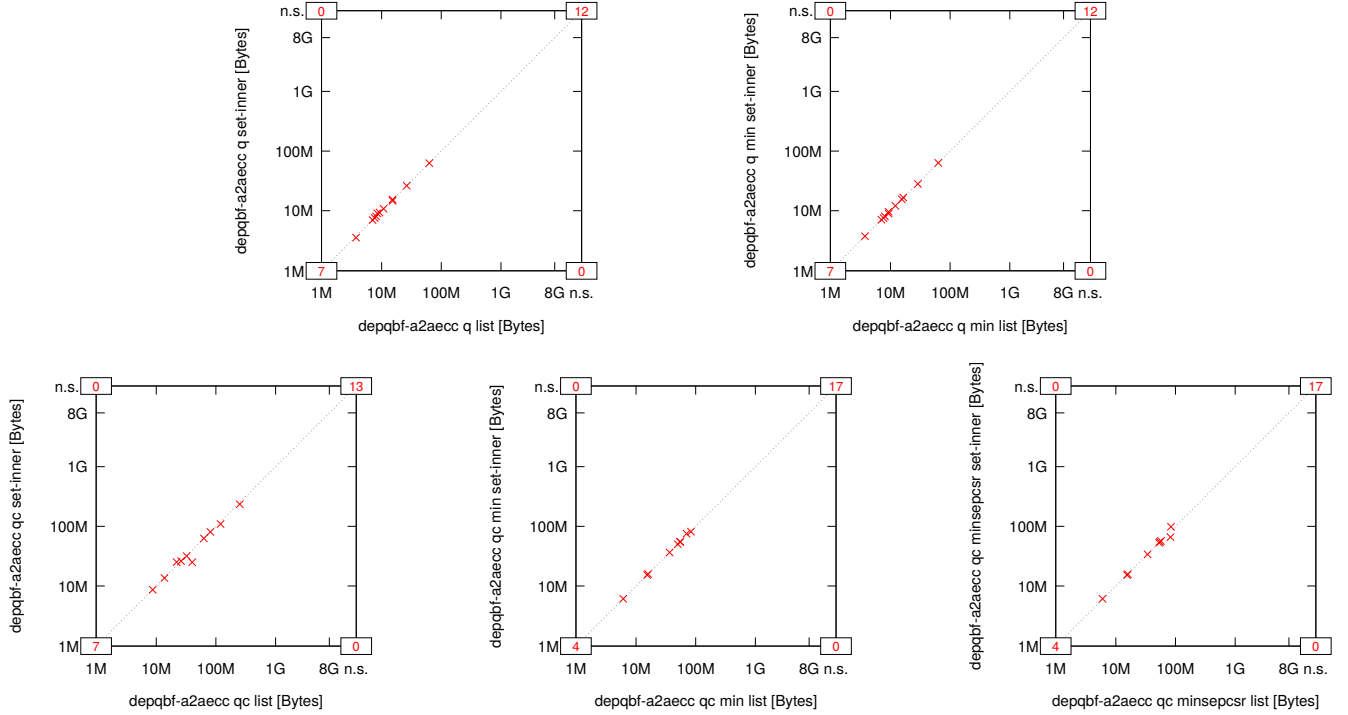 n.s. 0 12
8G
1G
100M
10M
1M 7 0
1M 10M 100M 1G 8G n.s.
depqbf-a2aecc q set-inner [Bytes]
depqbf-a2aecc q list [Bytes]
n.s. 0 12
8G
1G
100M
10M
1M 7 0
1M 10M 100M 1G 8G n.s.
depqbf-a2aecc q min set-inner [Bytes]
depqbf-a2aecc q min list [Bytes]
n.s. 0 13
8G
1G
100M
10M
1M 7 0
1M 10M 100M 1G 8G n.s.
depqbf-a2aecc qc set-inner [Bytes]
depqbf-a2aecc qc list [Bytes]
n.s. 0 17
8G
1G
100M
10M
1M 4 0
1M 10M 100M 1G 8G n.s.
depqbf-a2aecc qc min set-inner [Bytes]
depqbf-a2aecc qc min list [Bytes]
n.s. 0 17
8G
1G
100M
10M
1M 4 0
1M 10M 100M 1G 8G n.s.
depqbf-a2aecc qc minsepcsr set-inner [Bytes]
depqbf-a2aecc qc minsepcsr list [Bytes]